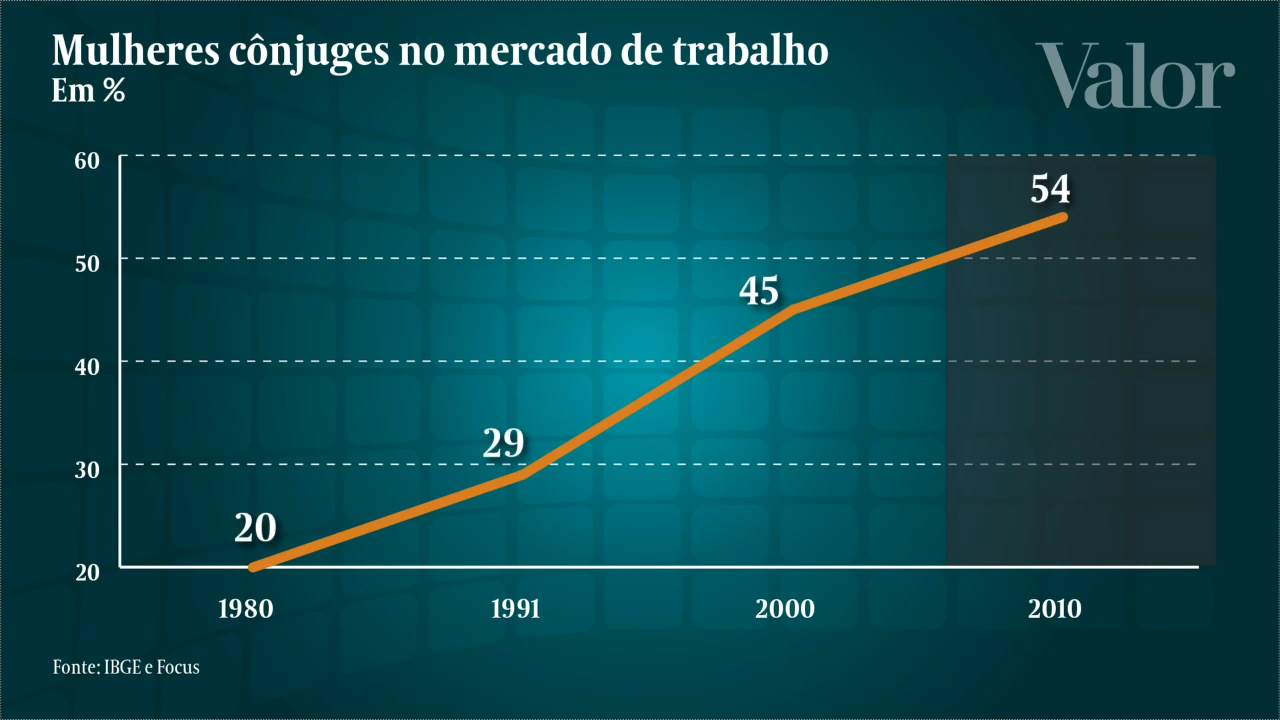 Mulheres cônjuges no mercado de trabalho
Em %
Valor
60
50
40
30
20
54
45
29
20
1980 1991 2000 2010
Fonte: IBGE e Focus